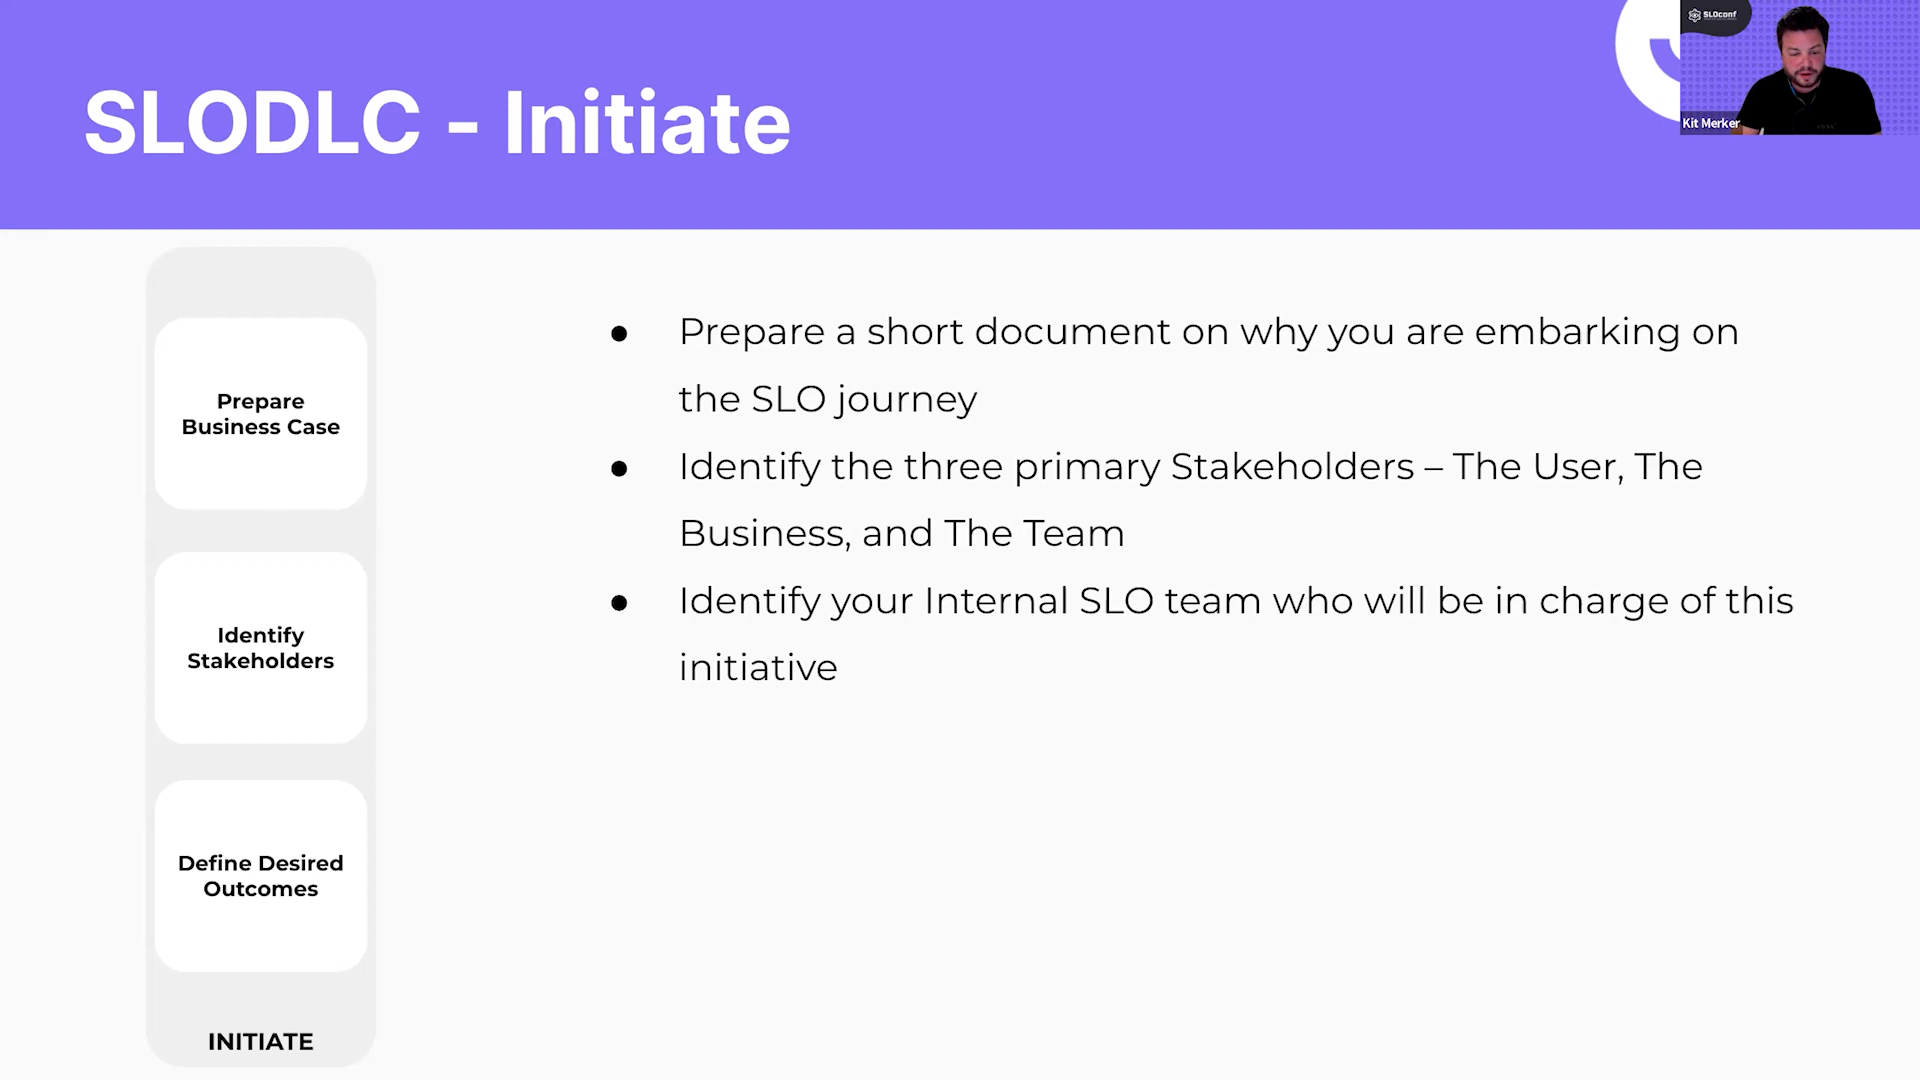 SLODLC - Initiate
SLOconf
Kit Merker
Prepare
Business Case
Identify
Stakeholders
Define Desired
Outcomes
INITIATE
● Prepare a short document on why you are embarking on
the SLO journey
● Identify the three primary Stakeholders – The User, The
Business, and The Team
● Identify your Internal SLO team who will be in charge of this
initiative